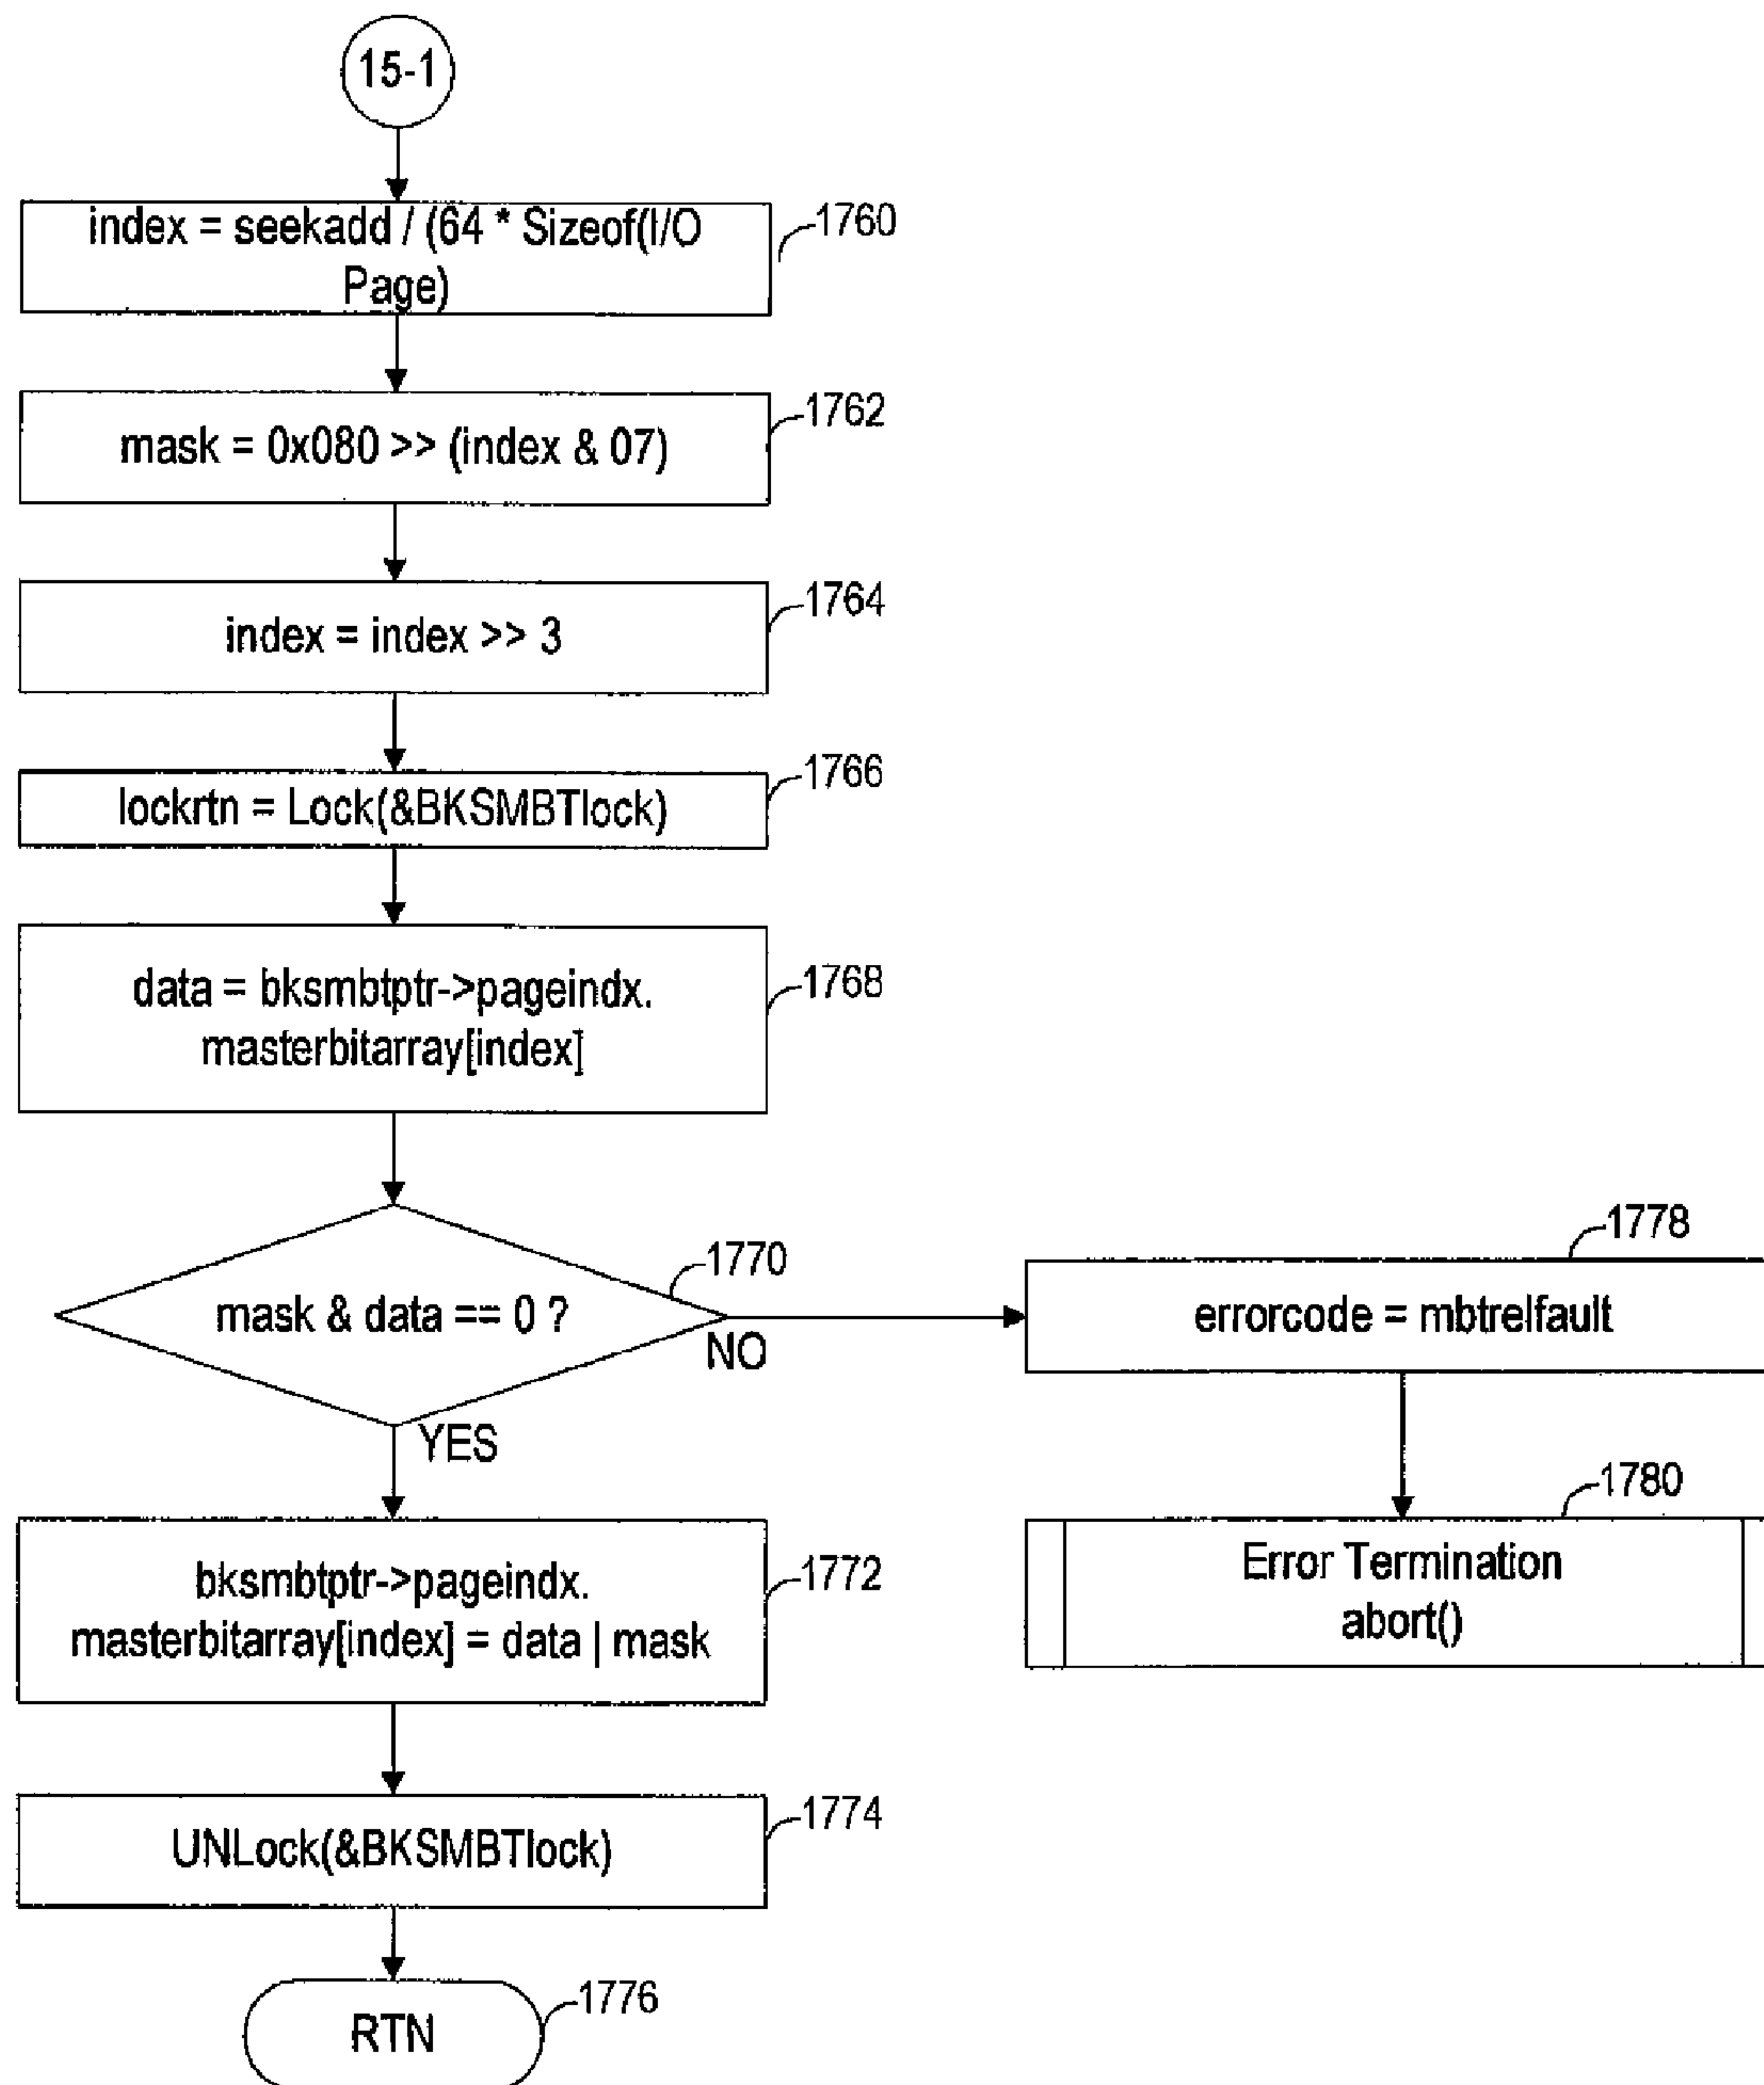 15-1
index = seekadd / (64 * Sizeof(I/O
Page)
1760
mask = 0x080 >> (index & 07)
1762
index = index >> 3
1764
lockrtn = Lock(&BKSMBTlock)
1766
data = bksmbtptr->pageindx.
masterbitarray[index]
1768
mask & data == 0 ?
1770
NO
YES
errorcode = mbtrelfault
1778
Error Termination
abort()
1780
bksmbtptr->pageindx.
masterbitarray[index] = data | mask
1772
UNLock(&BKSMBTlock)
1774
RTN
1776